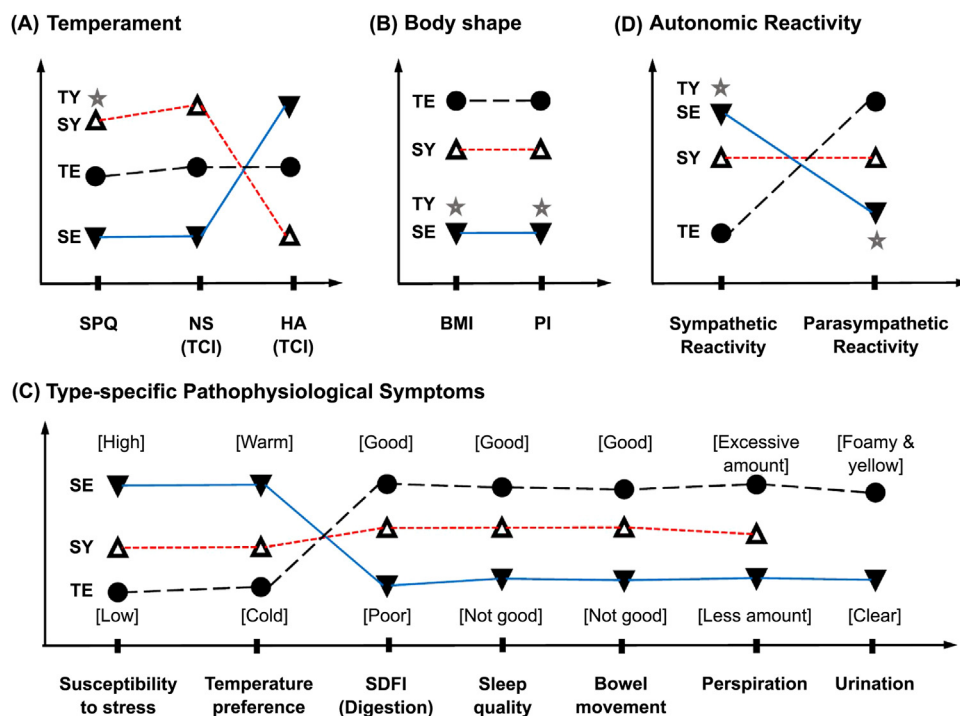 (A) Temperament
TY
SY
TE
SE
SPQ
NS
(TCI)
HA
(TCI)
(B) Body shape
TE
SY
TY
SE
BMI
PI
(D) Autonomic Reactivity
TY
SE
SY
TE
Sympathetic
Reactivity
Parasympathetic
Reactivity
(C) Type-specific Pathophysiological Symptoms
[High]
[Warm]
[Good]
[Good]
[Good]
[Excessive
amount]
[Foamy &
yellow]
SE
SY
TE
[Low]
[Cold]
[Poor]
[Not good]
[Not good]
[Less amount]
[Clear]
Susceptibility
to stress
Temperature
preference
SDFI
(Digestion)
Sleep
quality
Bowel
movement
Perspiration
Urination